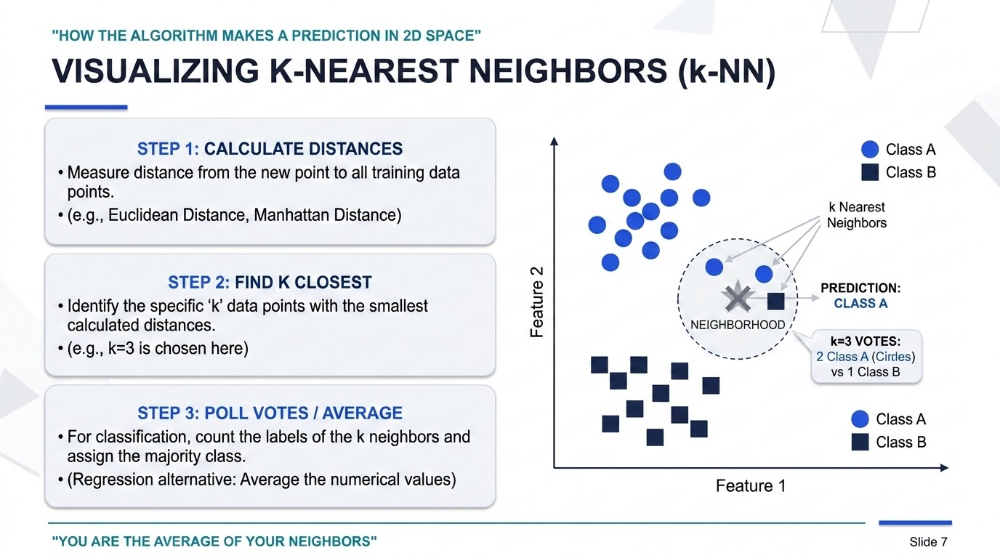 "HOW THE ALGORITHM MAKES A PREDICTION IN 2D SPACE"
VISUALIZING K-NEAREST NEIGHBORS (k-NN)
STEP 1: CALCULATE DISTANCES
• Measure distance from the new point to all training data
points.
• (e.g., Euclidean Distance, Manhattan Distance)
STEP 2: FIND K CLOSEST
• Identify the specific ‘k’ data points with the smallest
calculated distances.
• (e.g., k=3 is chosen here)
STEP 3: POLL VOTES / AVERAGE
• For classification, count the labels of the k neighbors and
assign the majority class.
• (Regression alternative: Average the numerical values)
Class A
Class B
k Nearest
Neighbors
Feature 2
PREDICTION:
CLASS A
NEIGHBORHOOD
k=3 VOTES:
2 Class A (Cirdes)
vs 1 Class B
Class A
Class B
Feature 1
"YOU ARE THE AVERAGE OF YOUR NEIGHBORS"
Slide 7